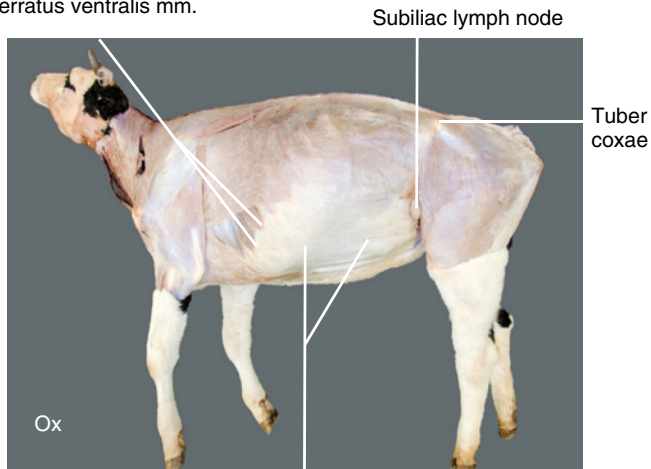 erratus ventralis mm.
Subiliac lymph node
Tuber
coxae
Ox